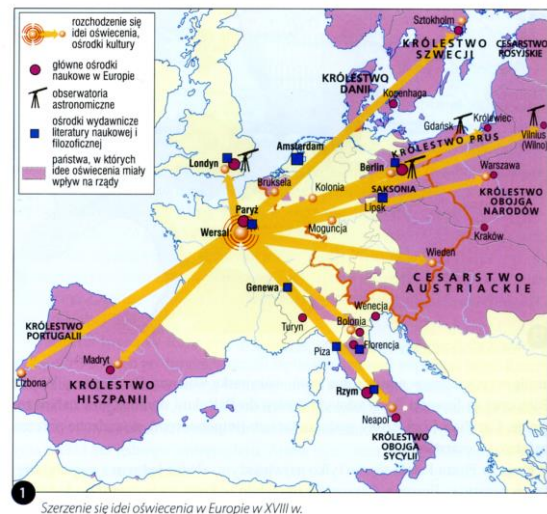 rozchodzenie się
idei oświecenia,
ośrodki kultury
główne ośrodki
naukowe w Europie
obserwatoria
astronomiczne
ośrodki wydawnicze
literatury naukowej i
filozoficznej
państwa, w których
idee oświecenia miały
wpływ na rządy
Sztokholm
KRÓLESTWO
SZWECJI
CESARSTWO
ROSYJSKIE
KRÓLESTWO
DANII
Kopenhaga
Gdańsk
Królewiec
Vilnius
(Wilno)
KRÓLESTWO PRUS
Londyn
Amsterdam
Berlin
Warszawa
Bruksela
Kolonia
SAKSONIA
Lipsk
KRÓLESTWO
OBOJGA
NARODÓW
Paryż
Wersal
Moguncja
Kraków
Wiedeń
CESARSTWO
AUSTRIACKIE
Genewa
Wenecja
Turyn
Bolonia
KRÓLESTWO
PORTUGALII
Piza
Florencja
Madryt
Lizbona
KRÓLESTWO
HISZPANII
Rzym
Neapol
KRÓLESTWO
OBOJGA
SYCYLII
1
Szerzenie się idei oświecenia w Europie w XVIII w.